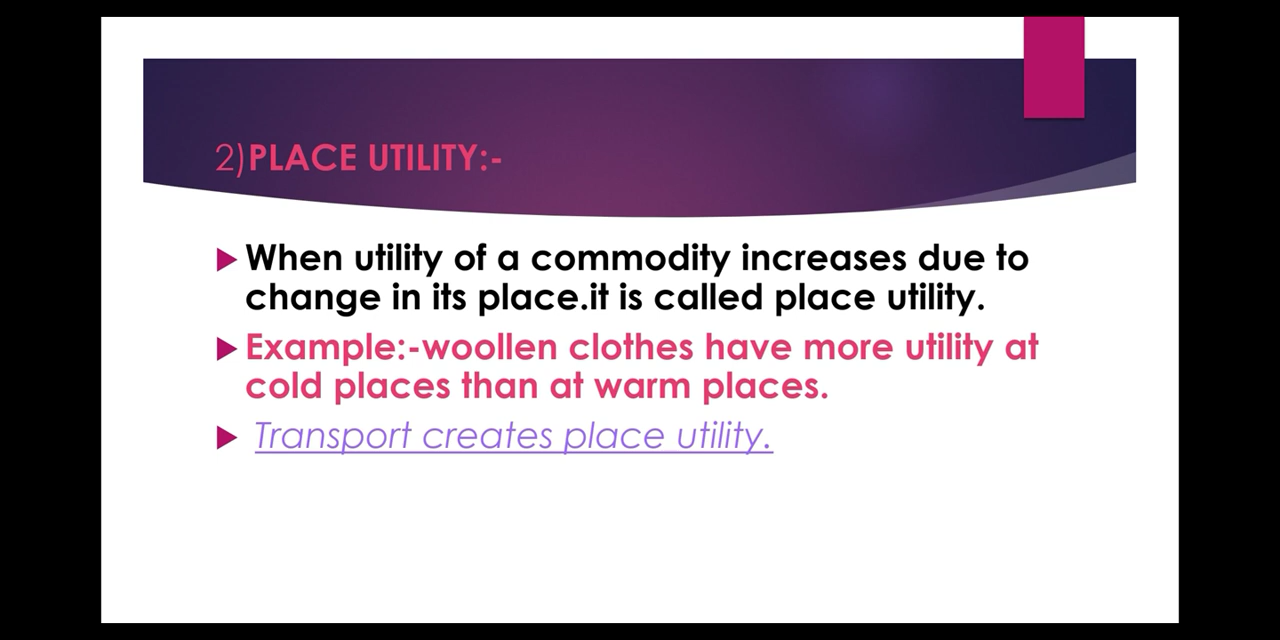 2)PLACE UTILITY:-
When utility of a commodity increases due to
change in its place.it is called place utility.
Example:-woollen clothes have more utility at
cold places than at warm places.
Transport creates place utility.